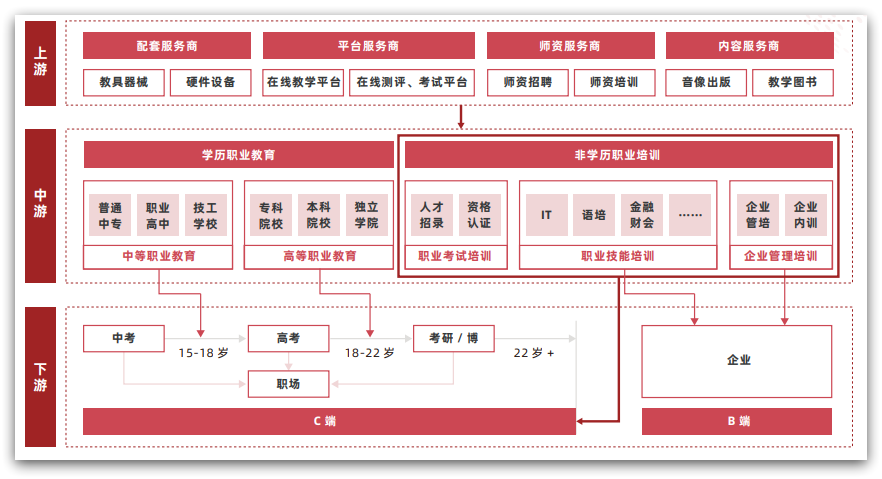 上游
配套服务商
平台服务商
师资服务商
内容服务商
教具器械
硬件设备
在线教学平台
在线测评、考试平台
师资招聘
师资培训
音像出版
教学图书
中游
学历职业教育
非学历职业培训
普通
中专
职业
高中
技工
学校
专科
院校
本科
院校
独立
学院
人才
招录
资格
认证
IT
语培
金融
财会
……
企业
管培
企业
内训
中等职业教育
高等职业教育
职业考试培训
职业技能培训
企业管理培训
下游
中考
高考
考研 / 博
15-18 岁
18-22 岁
22 岁 +
职场
企业
C 端
B 端